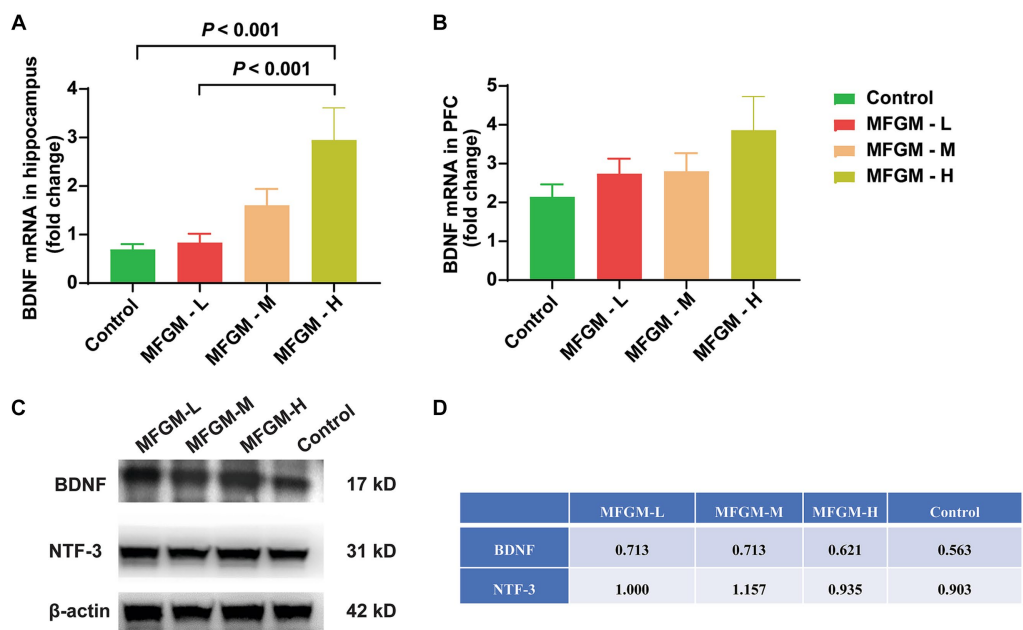 A
P < 0.001
P < 0.001
BDNF mRNA in hippocampus
(fold change)
4
3
2
1
0
Control
MFGM - L
MFGM - M
MFGM - H
B
BDNF mRNA in PFC
(fold change)
5
4
3
2
1
0
Control
MFGM - L
MFGM - M
MFGM - H
Control
MFGM - L
MFGM - M
MFGM - H
C
MFGM-L MFGM-M MFGM-H Control
BDNF 17 kD
NTF-3 31 kD
β-actin 42 kD
D
MFGM-L MFGM-M MFGM-H Control
BDNF 0.713 0.713 0.621 0.563
NTF-3 1.000 1.157 0.935 0.903